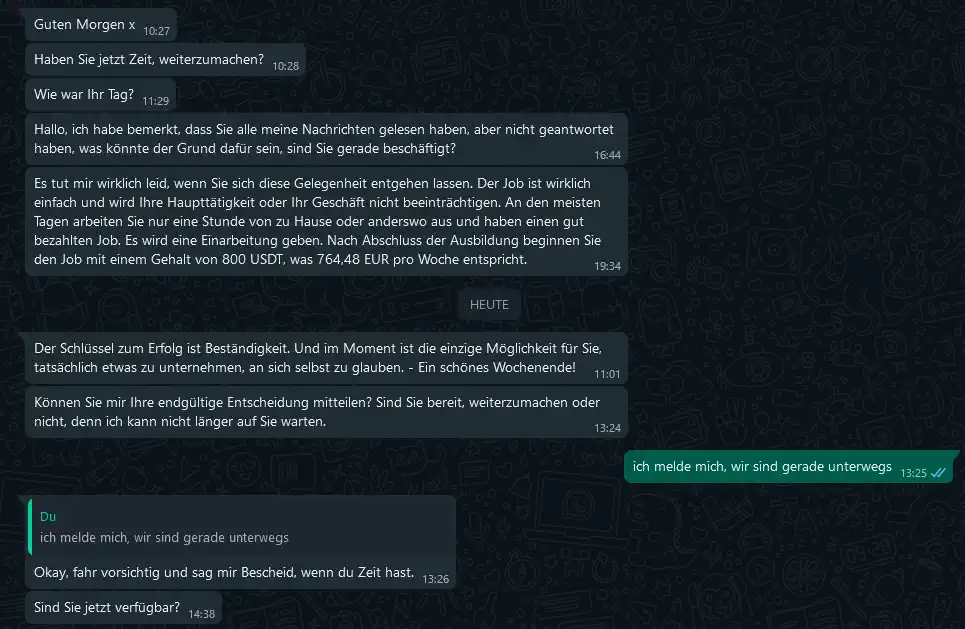 Guten Morgen x 10:27
Haben Sie jetzt Zeit, weiterzumachen? 10:28
Wie war Ihr Tag? 11:29
Hallo, ich habe bemerkt, dass Sie alle meine Nachrichten gelesen haben, aber nicht geantwortet
haben, was könnte der Grund dafür sein, sind Sie gerade beschäftigt?
16:44
Es tut mir wirklich leid, wenn Sie sich diese Gelegenheit entgehen lassen. Der Job ist wirklich
einfach und wird Ihre Haupttätigkeit oder Ihr Geschäft nicht beeinträchtigen. An den meisten
Tagen arbeiten Sie nur eine Stunde von zu Hause oder anderswo aus und haben einen gut
bezahlten Job. Es wird eine Einarbeitung geben. Nach Abschluss der Ausbildung beginnen Sie
den Job mit einem Gehalt von 800 USDT, was 764,48 EUR pro Woche entspricht.
19:34
HEUTE
Der Schlüssel zum Erfolg ist Beständigkeit. Und im Moment ist die einzige Möglichkeit für Sie,
tatsächlich etwas zu unternehmen, an sich selbst zu glauben. - Ein schönes Wochenende! 11:01
Können Sie mir Ihre endgültige Entscheidung mitteilen? Sind Sie bereit, weiterzumachen oder
nicht, denn ich kann nicht länger auf Sie warten.
13:24
ich melde mich, wir sind gerade unterwegs 13:25
Du
ich melde mich, wir sind gerade unterwegs
Okay, fahr vorsichtig und sag mir Bescheid, wenn du Zeit hast. 13:26
Sind Sie jetzt verfügbar? 14:38